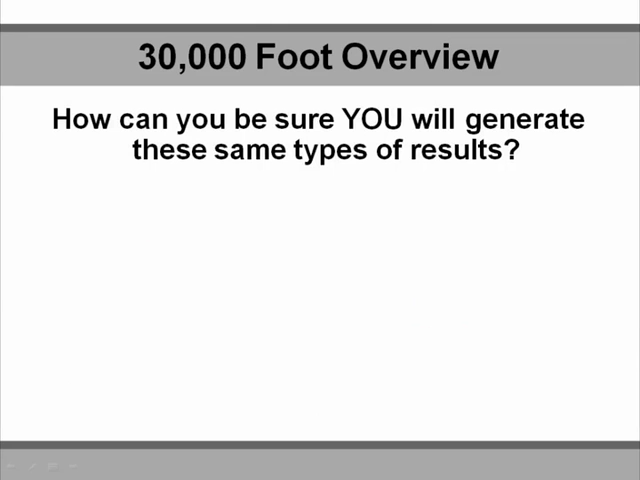 30,000 Foot Overview
How can you be sure YOU will generate
these same types of results?